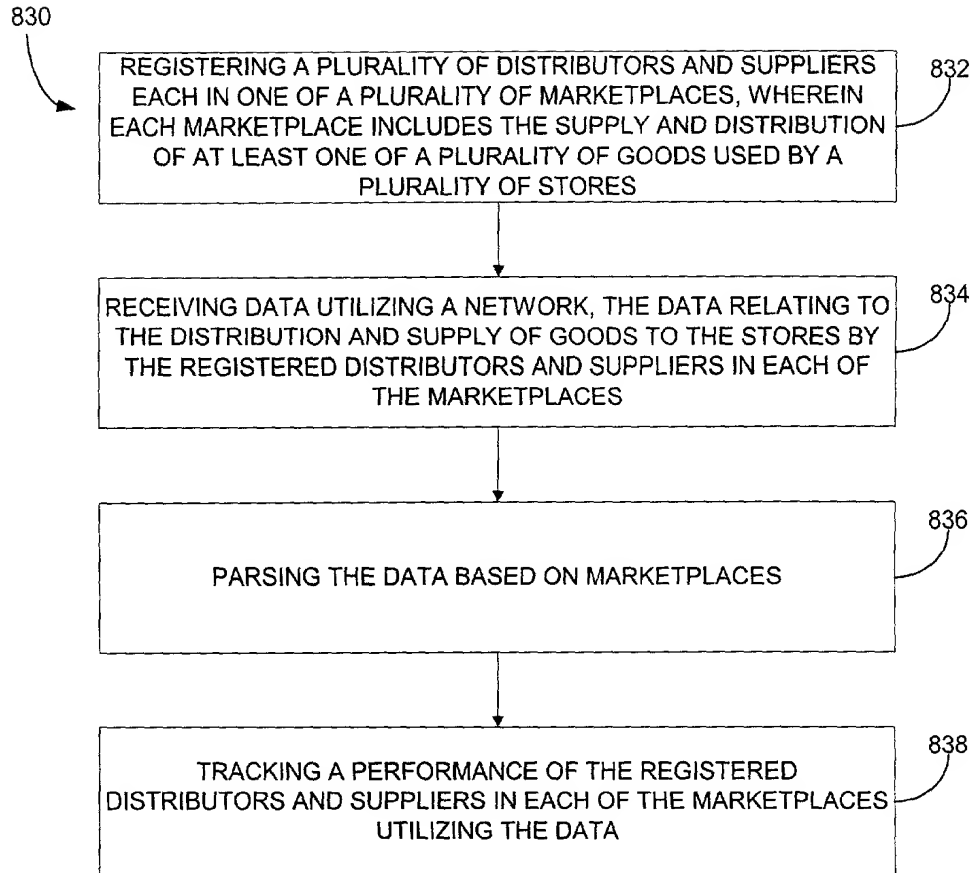 830
REGISTERING A PLURALITY OF DISTRIBUTORS AND SUPPLIERS
EACH IN ONE OF A PLURALITY OF MARKETPLACES, WHEREIN
EACH MARKETPLACE INCLUDES THE SUPPLY AND DISTRIBUTION
OF AT LEAST ONE OF A PLURALITY OF GOODS USED BY A
PLURALITY OF STORES
832
RECEIVING DATA UTILIZING A NETWORK, THE DATA RELATING TO
THE DISTRIBUTION AND SUPPLY OF GOODS TO THE STORES BY
THE REGISTERED DISTRIBUTORS AND SUPPLIERS IN EACH OF
THE MARKETPLACES
834
PARSING THE DATA BASED ON MARKETPLACES
836
TRACKING A PERFORMANCE OF THE REGISTERED
DISTRIBUTORS AND SUPPLIERS IN EACH OF THE MARKETPLACES
UTILIZING THE DATA
838